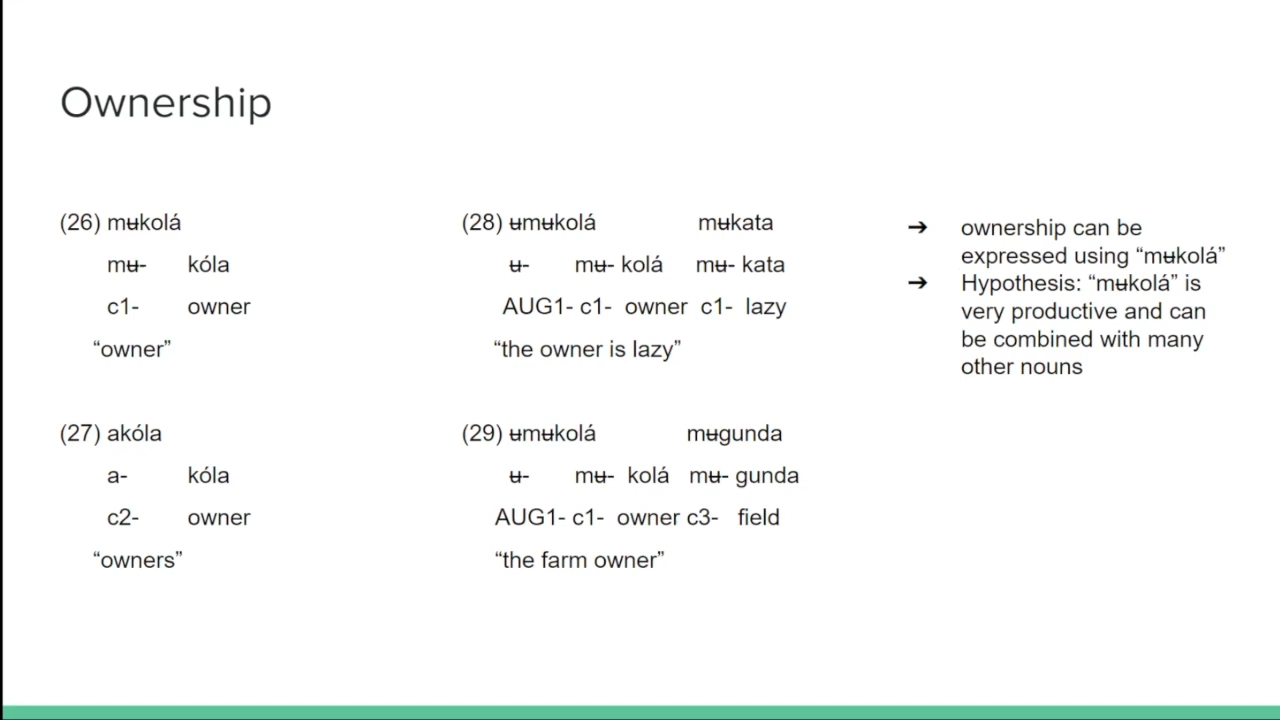 Ownership
(26) mʉkolá
mʉ- kóla
c1- owner
“owner”
(27) akóla
a- kóla
c2- owner
“owners”
(28) ʉmʉkolá mʉkata
ʉ- mʉ- kolá mʉ- kata
AUG1- c1- owner c1- lazy
“the owner is lazy”
(29) ʉmʉkolá mʉgunda
ʉ- mʉ- kolá mʉ- gunda
AUG1- c1- owner c3- field
“the farm owner”
➔ ownership can be
expressed using “mʉkolá”
➔ Hypothesis: “mʉkolá” is
very productive and can
be combined with many
other nouns